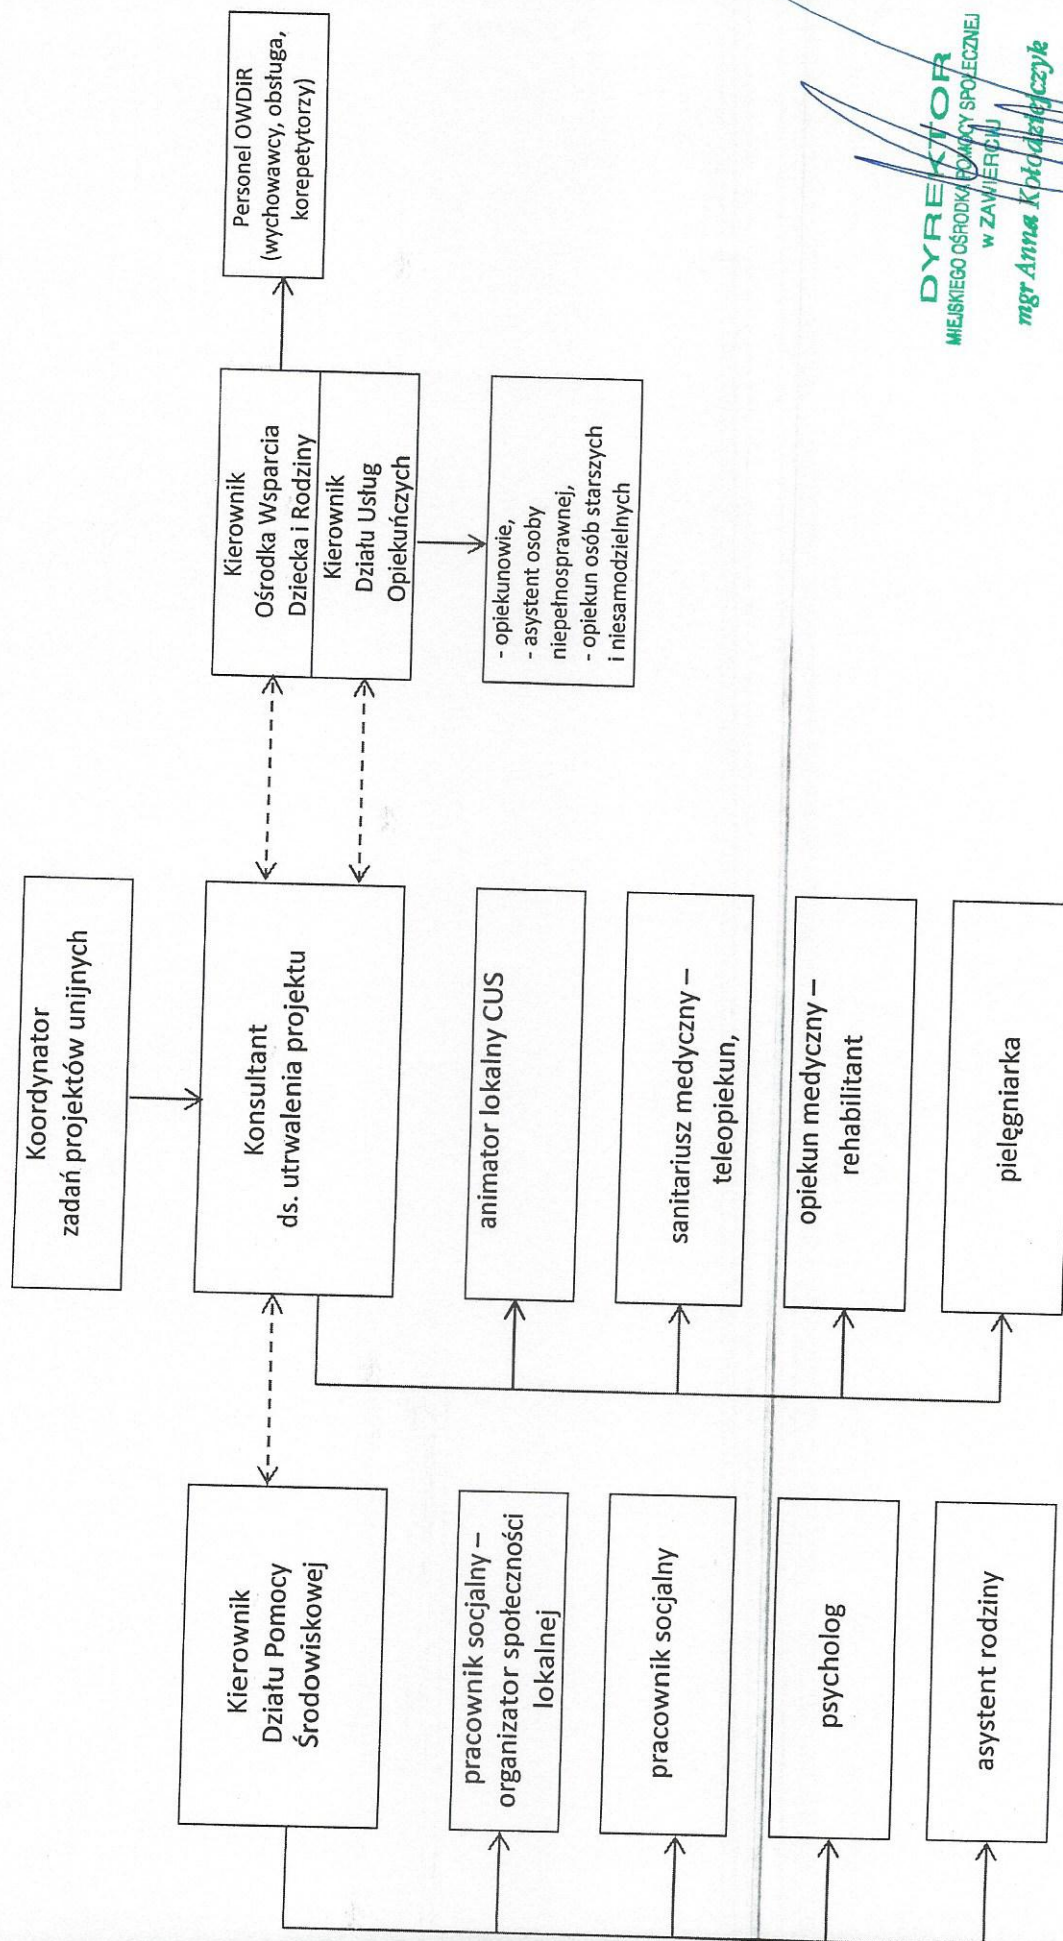 Koordynator
zadań projektów unijnych
Kierownik
Działu Pomocy
Środowiskowej
Konsultant
ds. utrwalenia projektu
Kierownik
Ośrodka Wsparcia
Dziecka i Rodziny
Kierownik
Działu Usług
Opiekuńczych
Personel OWDiR
(wychowawcy, obsługa,
korepetytorzy)
pracownik socjalny –
organizator społeczności
lokalnej
pracownik socjalny
psycholog
asystent rodziny
animator lokalny CUS
sanitariusz medyczny –
teleopiekun,
opiekun medyczny –
rehabilitant
pielęgniarka
- opiekunowie,
- asystent osoby
niepełnosprawnej,
- opiekun osób starszych
i niesamodzielnych
DYREKTOR
MIEJSKIEGO OŚRODKA POMOCY SPOŁECZNEJ
w ZAWIERCIU
mgr Anna Kołodziejczyk